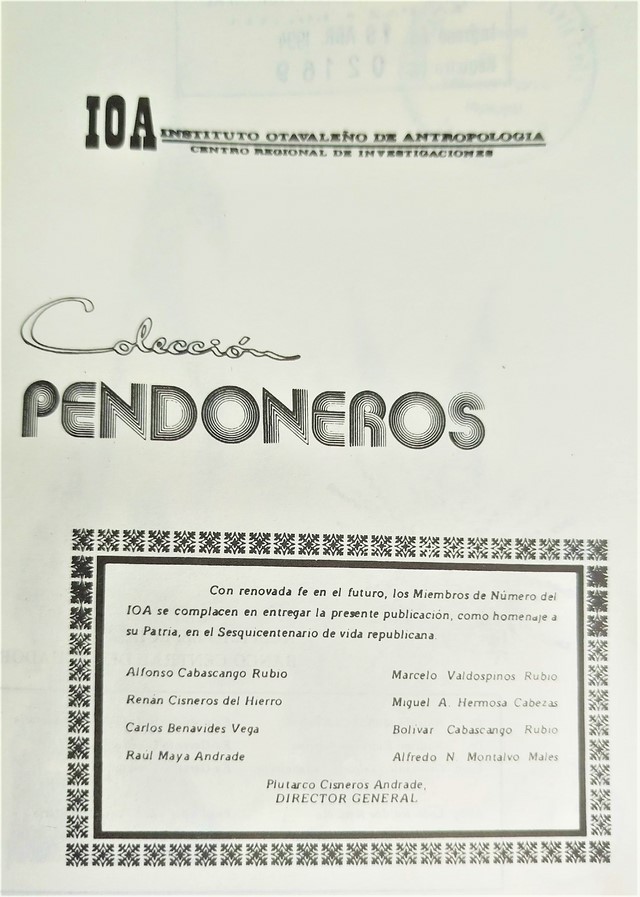 IOA INSTITUTO OTAVALEÑO DE ANTROPOLOGIA
CENTRO REGIONAL DE INVESTIGACIONES
Colección
PENDONEROS
Con renovada fe en el futuro, los Miembros de Número del
IOA se complacen en entregar la presente publicación, como homenaje a
su Patria, en el Sesquicentenario de vida republicana.
Alfonso Cabascango Rubio Marcelo Valdospinos Rubio
Renán Cisneros del Hierro Miguel A. Hermosa Cabezas
Carlos Benavides Vega Bolívar Cabascango Rubio
Raúl Maya Andrade Alfredo N. Montalvo Males
Plutarco Cisneros Andrade,
DIRECTOR GENERAL